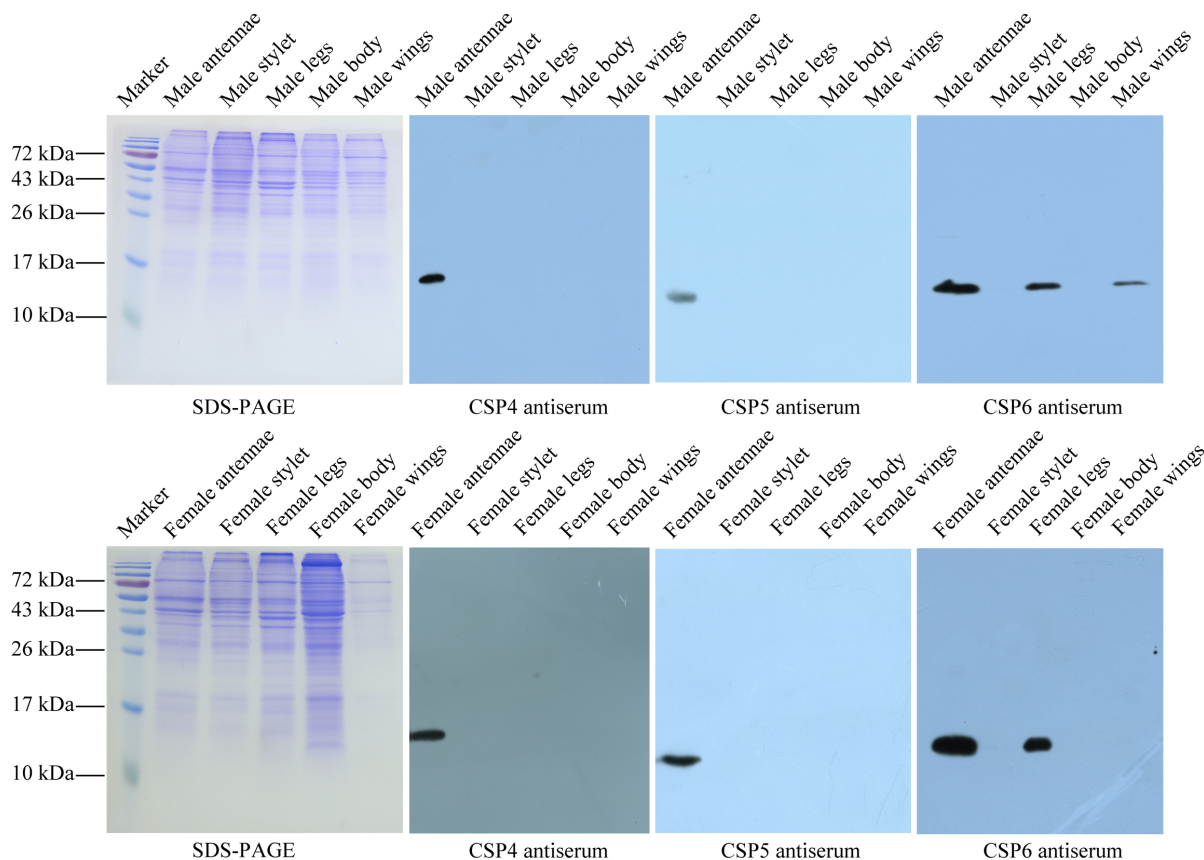 Marker Male antennae Male stylet Male legs Male body Male wings Male antennae Male stylet Male legs Male body Male wings Male antennae Male stylet Male legs Male body Male wings Male antennae Male stylet Male legs Male body Male wings
72 kDa
43 kDa
26 kDa
17 kDa
10 kDa
SDS-PAGE CSP4 antiserum CSP5 antiserum CSP6 antiserum
Marker Female antennae Female stylet Female legs Female body Female wings Female antennae Female stylet Female legs Female body Female wings Female antennae Female stylet Female legs Female body Female wings Female antennae Female stylet Female legs Female body Female wings
72 kDa
43 kDa
26 kDa
17 kDa
10 kDa
SDS-PAGE CSP4 antiserum CSP5 antiserum CSP6 antiserum